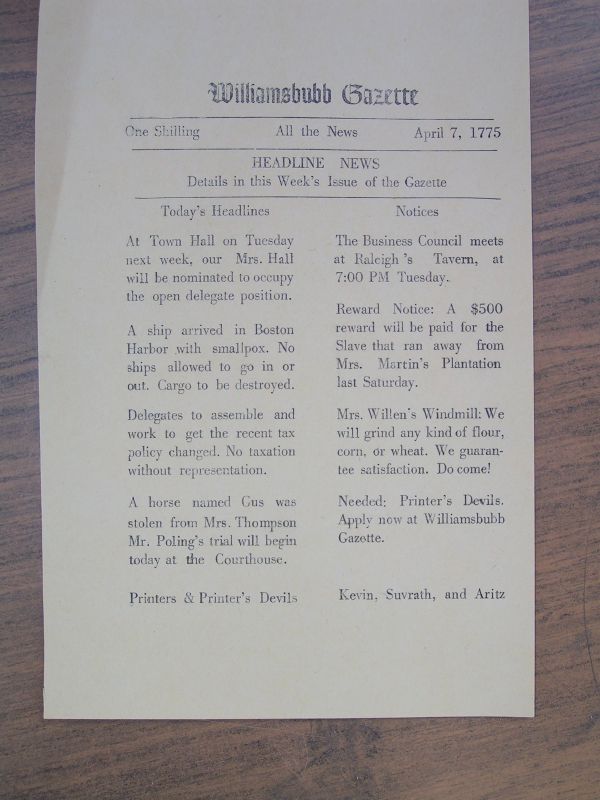 Williamsbubb Gazette
One Shilling All the News April 7, 1775
HEADLINE NEWS
Details in this Week's Issue of the Gazette
Today's Headlines
At Town Hall on Tuesday
next week, our Mrs. Hall
will be nominated to occupy
the open delegate position.
A ship arrived in Boston
Harbor with smallpox. No
ships allowed to go in or
out. Cargo to be destroyed.
Delegates to assemble and
work to get the recent tax
policy changed. No taxation
without representation.
A horse named Gus was
stolen from Mrs. Thompson
Mr. Poling's trial will begin
today at the Courthouse.
Printers & Printer's Devils
Notices
The Business Council meets
at Raleigh 's Tavern, at
7:00 PM Tuesday.
Reward Notice: A $500
reward will be paid for the
Slave that ran away from
Mrs. Martin's Plantation
last Saturday.
Mrs. Willen's Windmill: We
will grind any kind of flour,
corn, or wheat. We guaran-
tee satisfaction. Do come!
Needed: Printer's Devils.
Apply now at Williamsbubb
Gazette.
Kevin, Suvrath, and Aritz